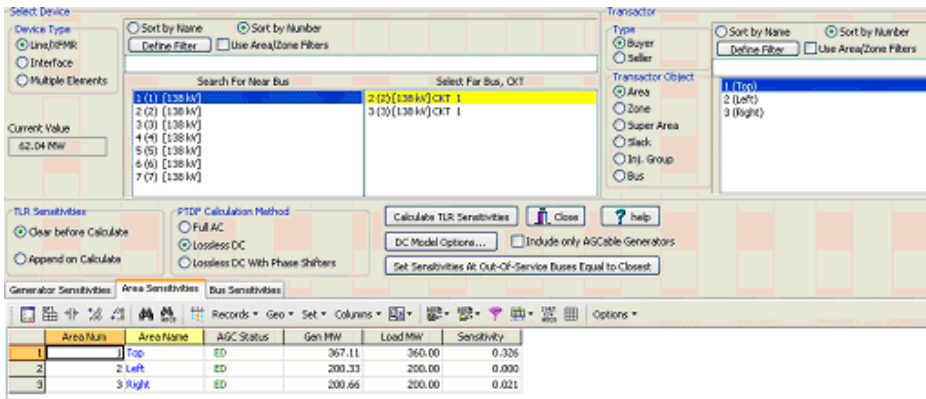 Select Device
Device Type
Line/XFMR
Interface
Multiple Elements
Current Value
62.04 MW
Sort by Name Sort by Number
Define Filter Use Area/Zone Filters
Search For Near Bus
1 (1) [138 kV]
2 (2) [138 kV]
3 (3) [138 kV]
4 (4) [138 kV]
5 (5) [138 kV]
6 (6) [138 kV]
7 (7) [138 kV]
Select Far Bus, CKT
2 (2) [138 kV] CKT 1
3 (3) [138 kV] CKT 1
Transactor
Type
Buyer
Seller
Transactor Object
Area
Zone
Super Area
Slack
Inj. Group
Bus
Sort by Name Sort by Number
Define Filter Use Area/Zone Filters
1 (Top)
2 (Left)
3 (Right)
TLR Sensitivities
Clear before Calculate
Append on Calculate
PTDF Calculation Method
Full AC
Lossless DC
Lossless DC With Phase Shifters
Calculate TLR Sensitivities Close ? help
DC Model Options... Include only AGCable Generators
Set Sensitivities At Out-Of-Service Buses Equal to Closest
Generator Sensitivities Area Sensitivities Bus Sensitivities
Records Geo Set Columns Options
Area Num Area Name AGC Status Gen MW Load MW Sensitivity
1 1 Top ED 367.11 360.00 0.326
2 2 Left ED 200.33 200.00 0.000
3 3 Right ED 200.66 200.00 0.021